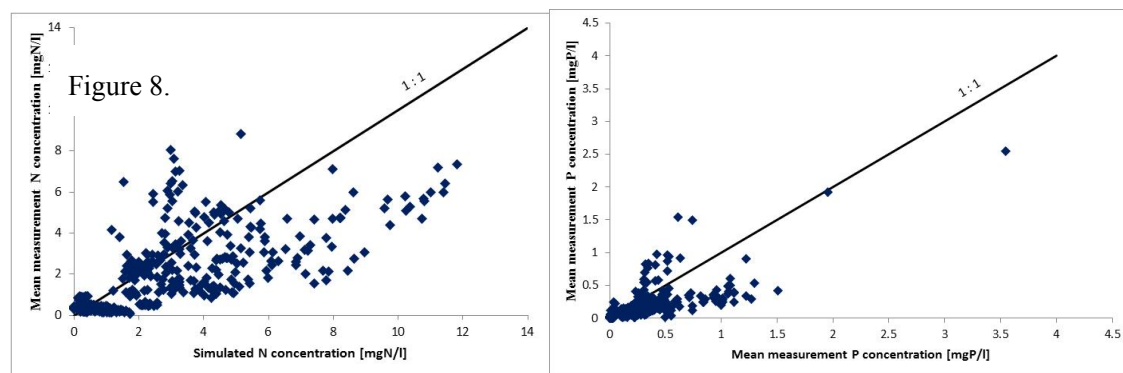 14
Figure 8.
8
6
4
2
0
0 2 4 6 8 10 12 14
Mean measurement N concentration [mgN/l]
Simulated N concentration [mgN/l]
1 : 1
4.5
4
3.5
3
2.5
2
1.5
1
0.5
0
0 0.5 1 1.5 2 2.5 3 3.5 4 4.5
Mean measurement P concentration [mgP/l]
Mean measurement P concentration [mgP/l]
1 : 1